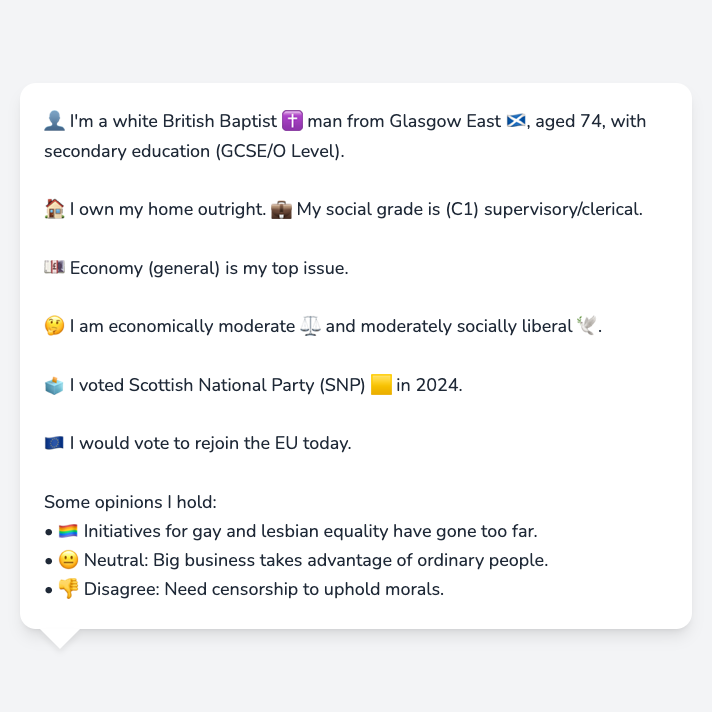 👤 I'm a white British Baptist ✝️ man from Glasgow East 🏴󠁧󠁢󠁳󠁣󠁴󠁿, aged 74, with
secondary education (GCSE/O Level).
🏠 I own my home outright. 💼 My social grade is (C1) supervisory/clerical.
💷 Economy (general) is my top issue.
🤔 I am economically moderate ⚖️ and moderately socially liberal 🕊️.
🗳️ I voted Scottish National Party (SNP) 🟨 in 2024.
🇪🇺 I would vote to rejoin the EU today.
Some opinions I hold:
• 🏳️‍🌈 Initiatives for gay and lesbian equality have gone too far.
• 😐 Neutral: Big business takes advantage of ordinary people.
• 👎 Disagree: Need censorship to uphold morals.